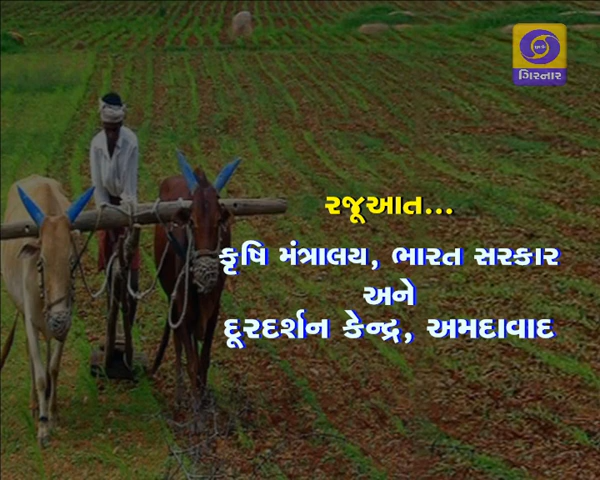 ગિરનાર
રજૂઆત...
કૃષિ મંત્રાલય, ભારત સરકાર
અને
દૂરદર્શન કેન્દ્ર, અમદાવાદ